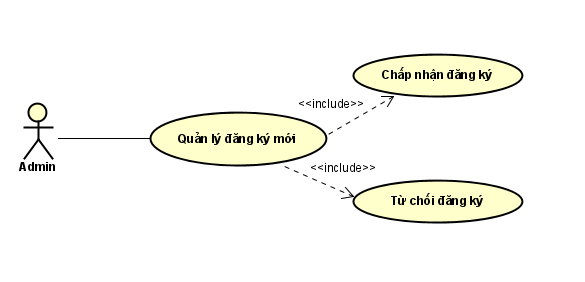 Chấp nhận đăng ký
<<include>>
Quản lý đăng ký mới
Admin
<<include>>
Từ chối đăng ký